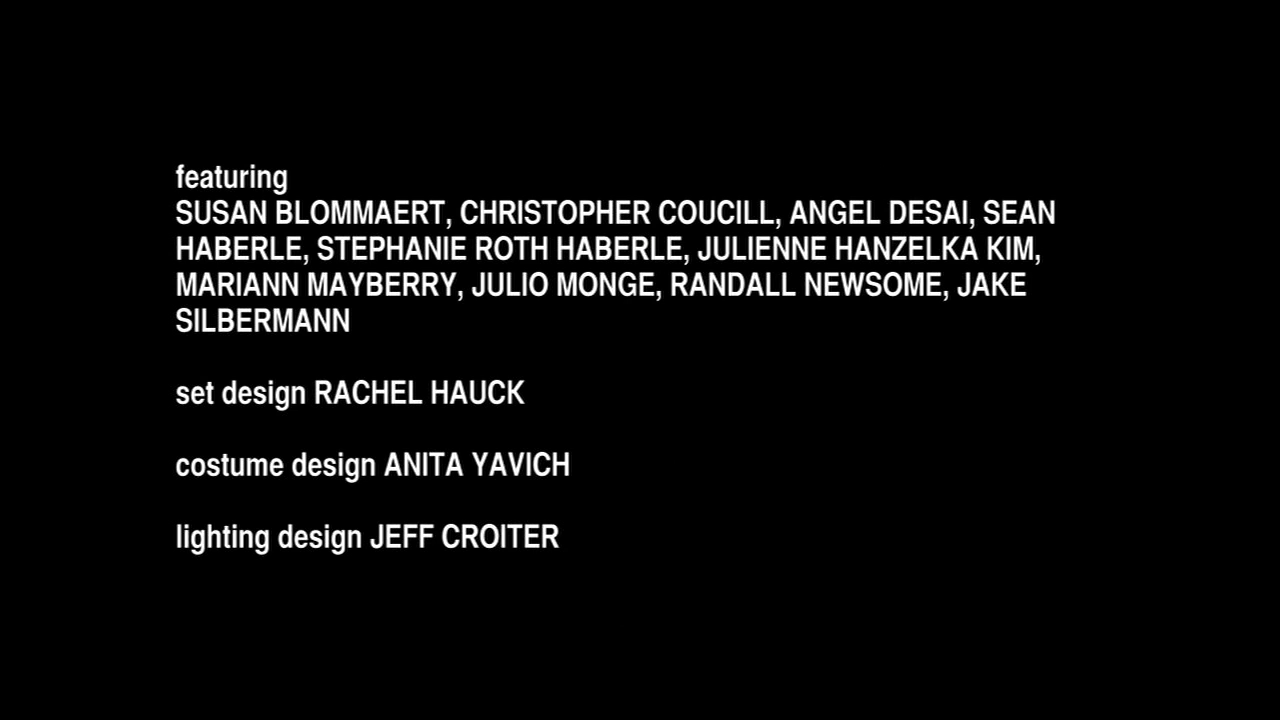 featuring
SUSAN BLOMMAERT, CHRISTOPHER COUCILL, ANGEL DESAI, SEAN
HABERLE, STEPHANIE ROTH HABERLE, JULIENNE HANZELKA KIM,
MARIANN MAYBERRY, JULIO MONGE, RANDALL NEWSOME, JAKE
SILBERMANN
set design RACHEL HAUCK
costume design ANITA YAVICH
lighting design JEFF CROITER